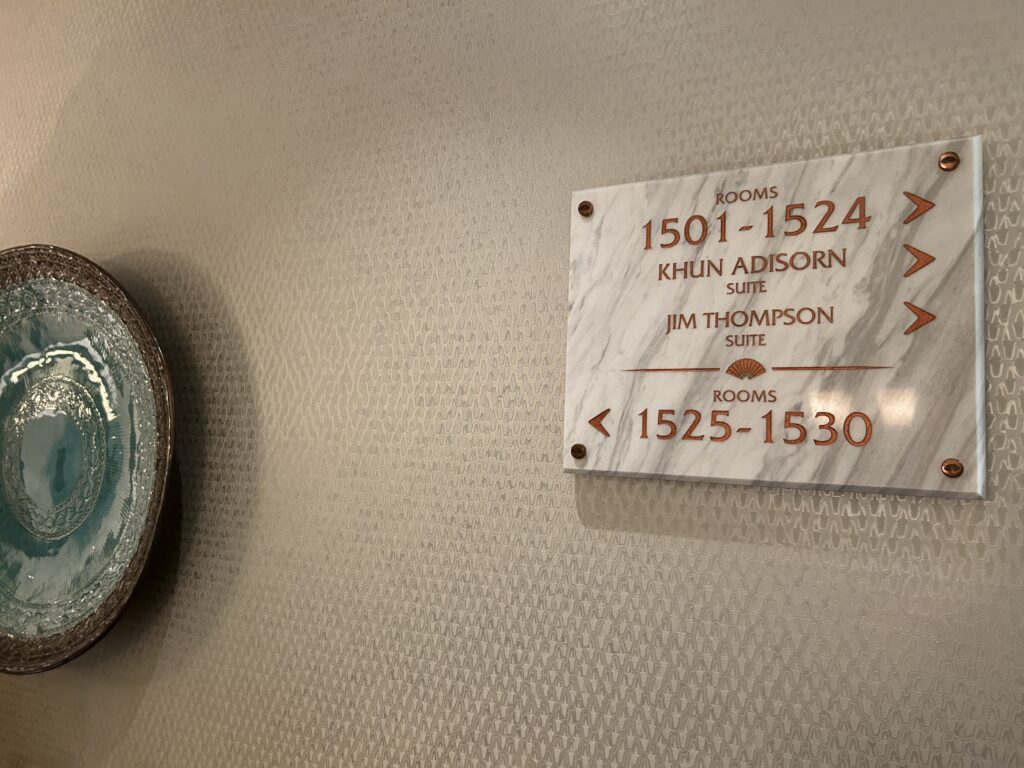 ROOMS
1501-1524
KHUN ADISORN
SUITE
JIM THOMPSON
SUITE
ROOMS
1525-1530